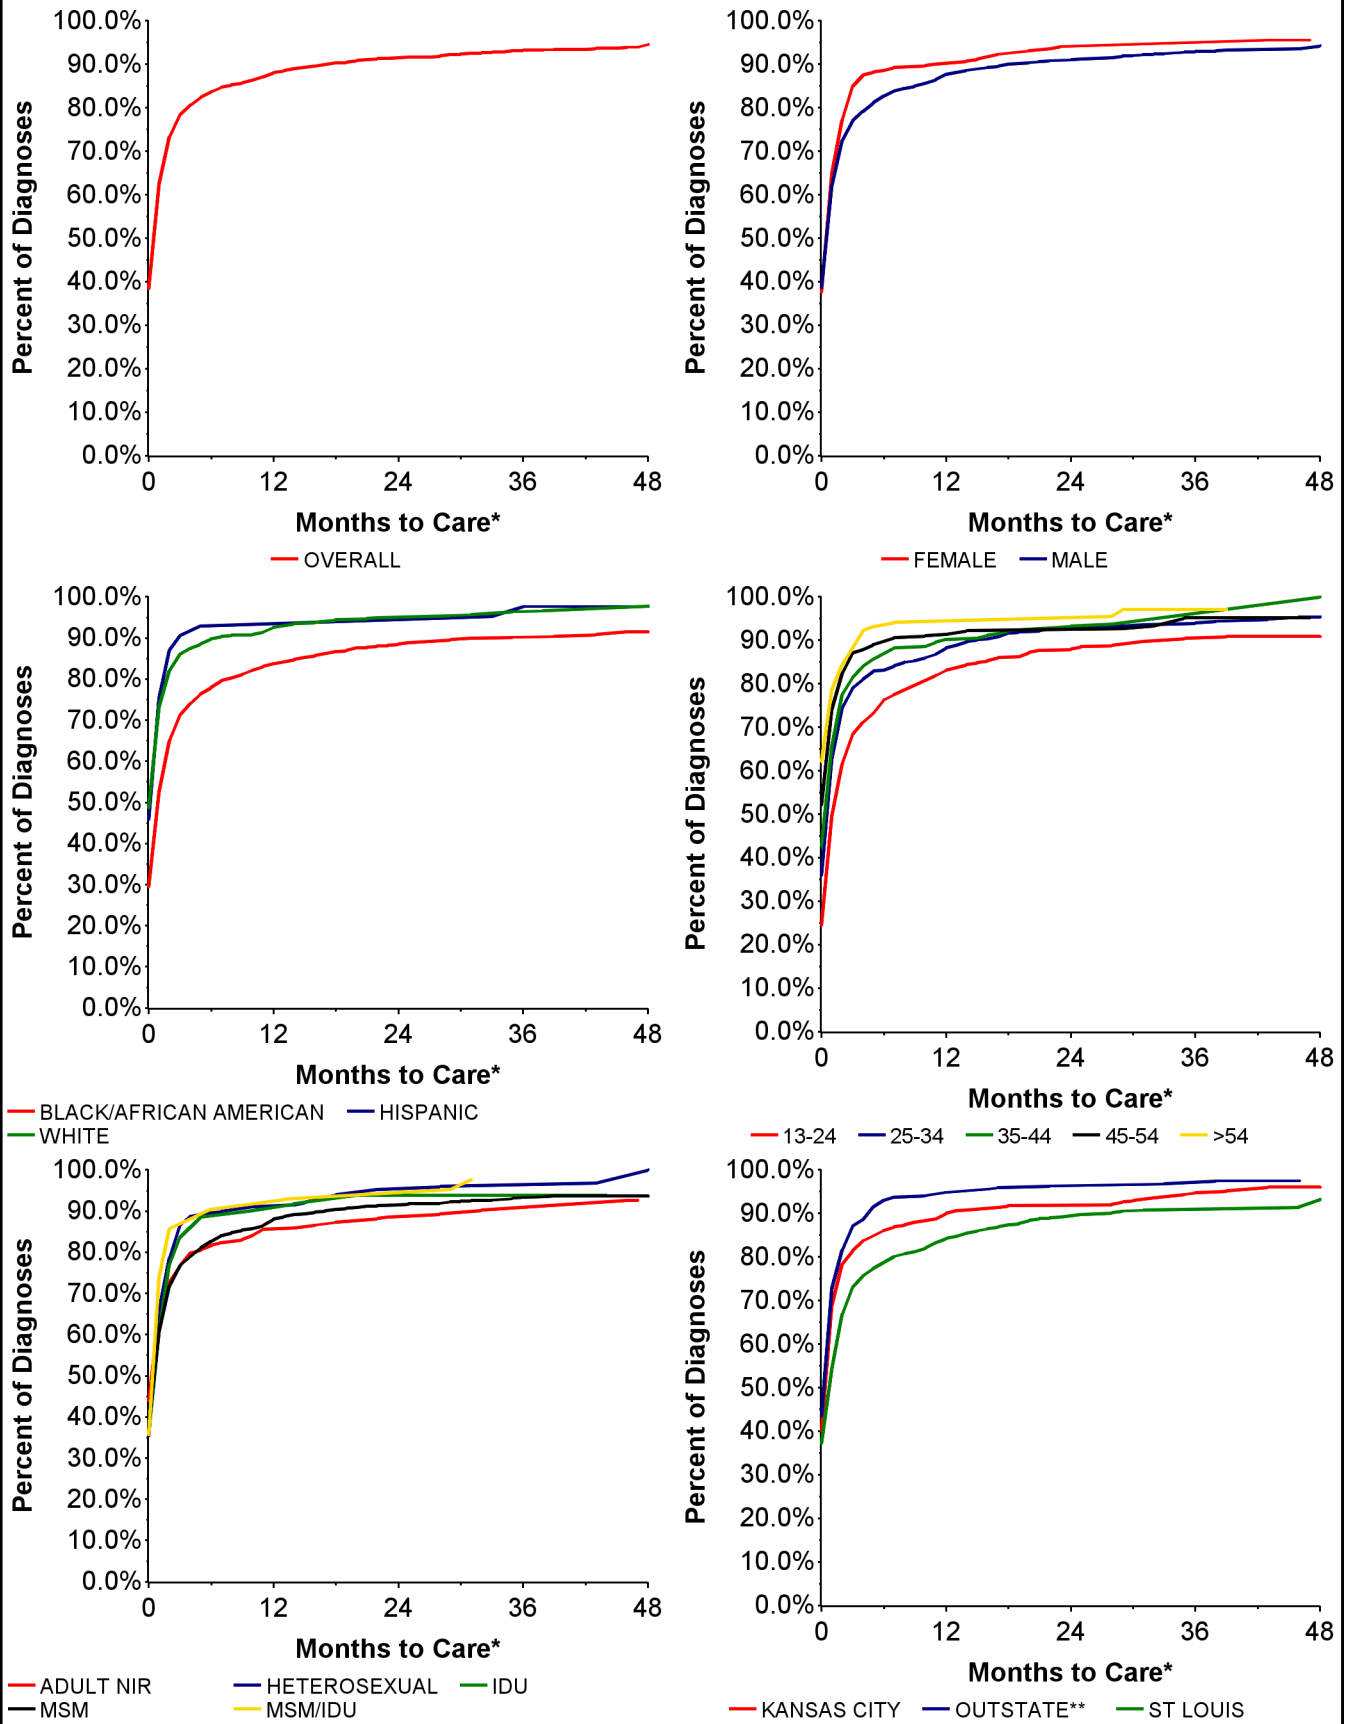 100.0%
90.0%
80.0%
70.0%
60.0%
50.0%
40.0%
30.0%
20.0%
10.0%
0.0%
Percent of Diagnoses
0 12 24 36 48
Months to Care*
OVERALL
100.0%
90.0%
80.0%
70.0%
60.0%
50.0%
40.0%
30.0%
20.0%
10.0%
0.0%
Percent of Diagnoses
0 12 24 36 48
Months to Care*
FEMALE MALE
100.0%
90.0%
80.0%
70.0%
60.0%
50.0%
40.0%
30.0%
20.0%
10.0%
0.0%
Percent of Diagnoses
0 12 24 36 48
Months to Care*
BLACK/AFRICAN AMERICAN HISPANIC
WHITE
100.0%
90.0%
80.0%
70.0%
60.0%
50.0%
40.0%
30.0%
20.0%
10.0%
0.0%
Percent of Diagnoses
0 12 24 36 48
Months to Care*
13-24 25-34 35-44 45-54 >54
100.0%
90.0%
80.0%
70.0%
60.0%
50.0%
40.0%
30.0%
20.0%
10.0%
0.0%
Percent of Diagnoses
0 12 24 36 48
Months to Care*
ADULT NIR HETEROSEXUAL IDU
MSM MSM/IDU
100.0%
90.0%
80.0%
70.0%
60.0%
50.0%
40.0%
30.0%
20.0%
10.0%
0.0%
Percent of Diagnoses
0 12 24 36 48
Months to Care*
KANSAS CITY OUTSTATE** ST LOUIS